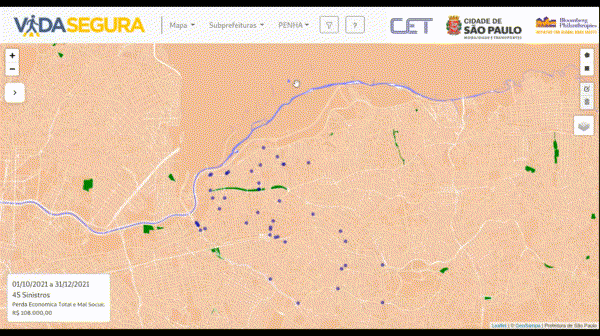 VIDASEGURA
Mapa
Subprefeituras
PENHA
?
CET
CIDADE DE
SÃO PAULO
MOBILIDADE E TRANSPORTES
Bloomberg
Philanthropies
INITIATIVE FOR GLOBAL ROAD SAFETY
+
−
›
01/10/2021 a 31/12/2021
45 Sinistros
Perda Economica Total e Mal Social:
R$ 108.000,00
Leaflet | © GeoSampa | Prefeitura de São Paulo